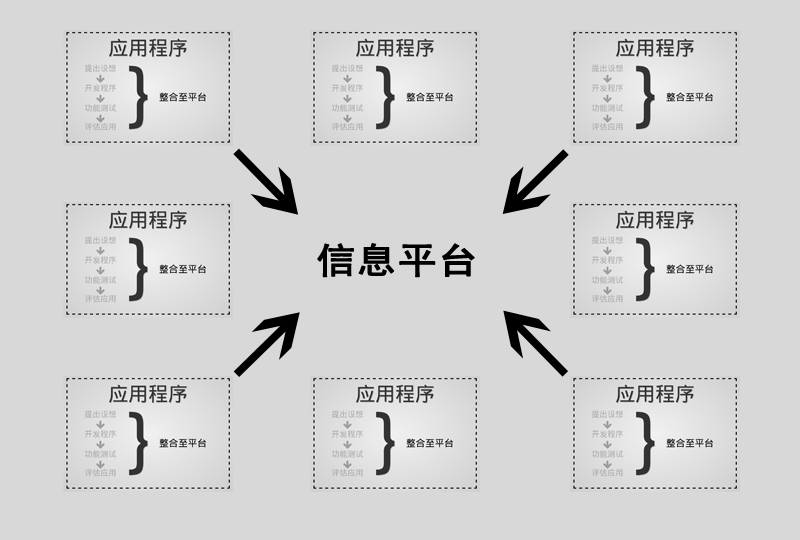 应用程序
提出设想
开发程序
功能测试
评估应用
整合至平台
应用程序
提出设想
开发程序
功能测试
评估应用
整合至平台
应用程序
提出设想
开发程序
功能测试
评估应用
整合至平台
应用程序
提出设想
开发程序
功能测试
评估应用
整合至平台
信息平台
应用程序
提出设想
开发程序
功能测试
评估应用
整合至平台
应用程序
提出设想
开发程序
功能测试
评估应用
整合至平台
应用程序
提出设想
开发程序
功能测试
评估应用
整合至平台
应用程序
提出设想
开发程序
功能测试
评估应用
整合至平台